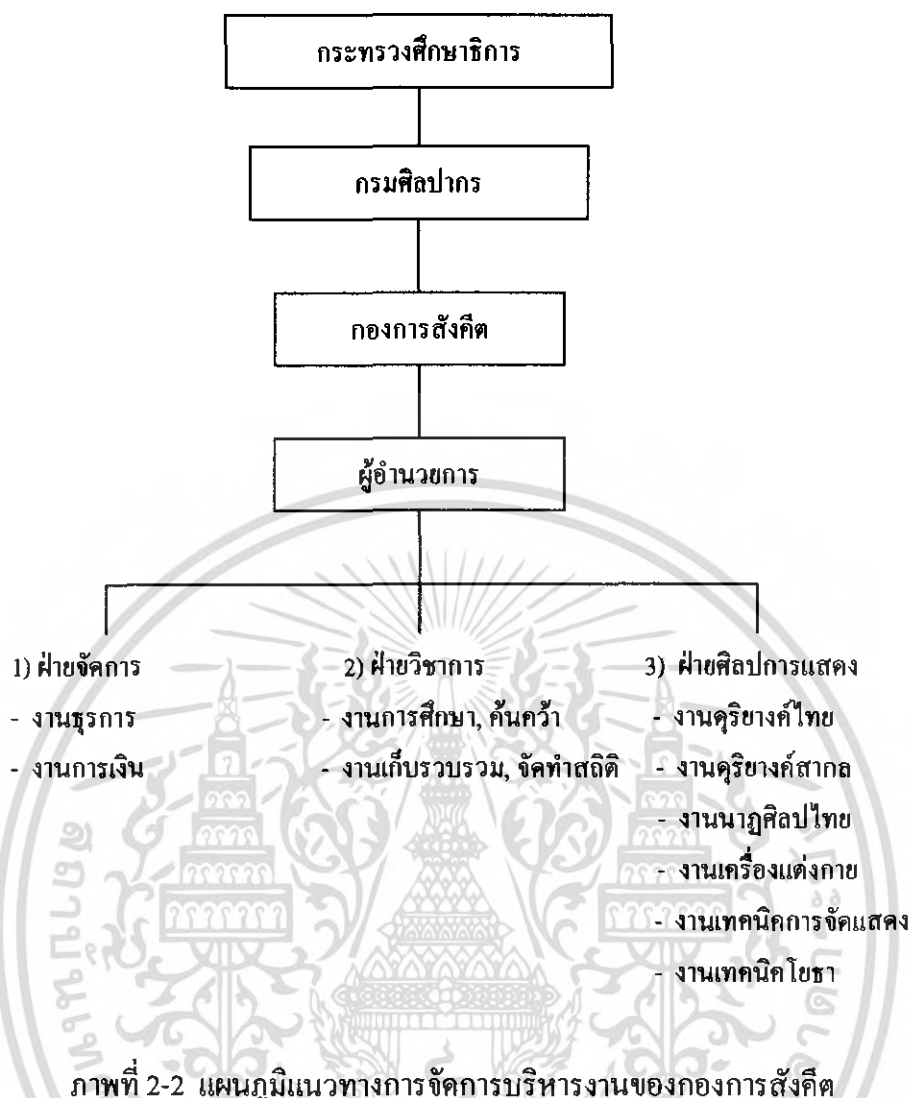 กระทรวงศึกษาธิการ
กรมศิลปากร
กองการสังคีต
ผู้อำนวยการ
1) ฝ่ายจัดการ
- งานธุรการ
- งานการเงิน
2) ฝ่ายวิชาการ
- งานการศึกษา, ค้นคว้า
- งานเก็บรวบรวม, จัดทำสถิติ
3) ฝ่ายศิลปการแสดง
- งานดุริยางค์ไทย
- งานดุริยางค์สากล
- งานนาฏศิลปไทย
- งานเครื่องแต่งกาย
- งานเทคนิคการจัดแสดง
- งานเทคนิคโยธา
ภาพที่ 2-2 แผนภูมิแนวทางการจัดการบริหารงานของกองการสังคีต